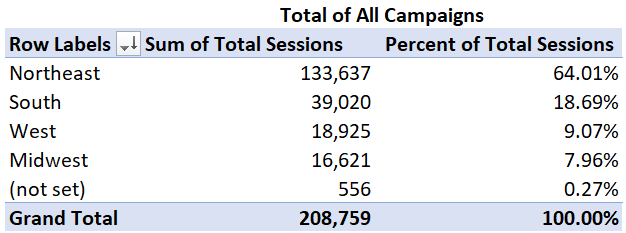 Total of All Campaigns
Row Labels Sum of Total Sessions Percent of Total Sessions
Northeast 133,637 64.01%
South 39,020 18.69%
West 18,925 9.07%
Midwest 16,621 7.96%
(not set) 556 0.27%
Grand Total 208,759 100.00%